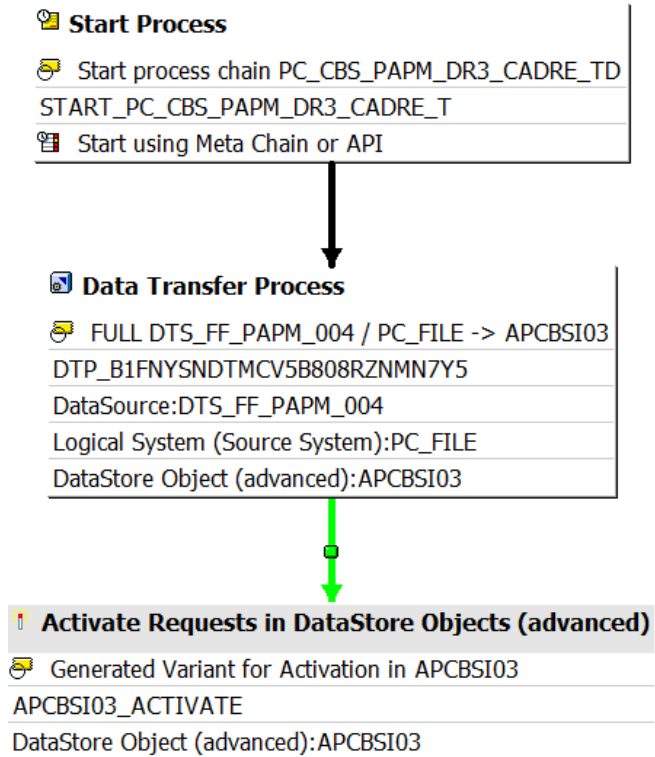 Start Process
Start process chain PC_CBS_PAPM_DR3_CADRE_TD
START_PC_CBS_PAPM_DR3_CADRE_T
Start using Meta Chain or API
Data Transfer Process
FULL DTS_FF_PAPM_004 / PC_FILE -> APCBSI03
DTP_B1FNYSNDTMCV5B808RZNMN7Y5
DataSource:DTS_FF_PAPM_004
Logical System (Source System):PC_FILE
DataStore Object (advanced):APCBSI03
Activate Requests in DataStore Objects (advanced)
Generated Variant for Activation in APCBSI03
APCBSI03_ACTIVATE
DataStore Object (advanced):APCBSI03